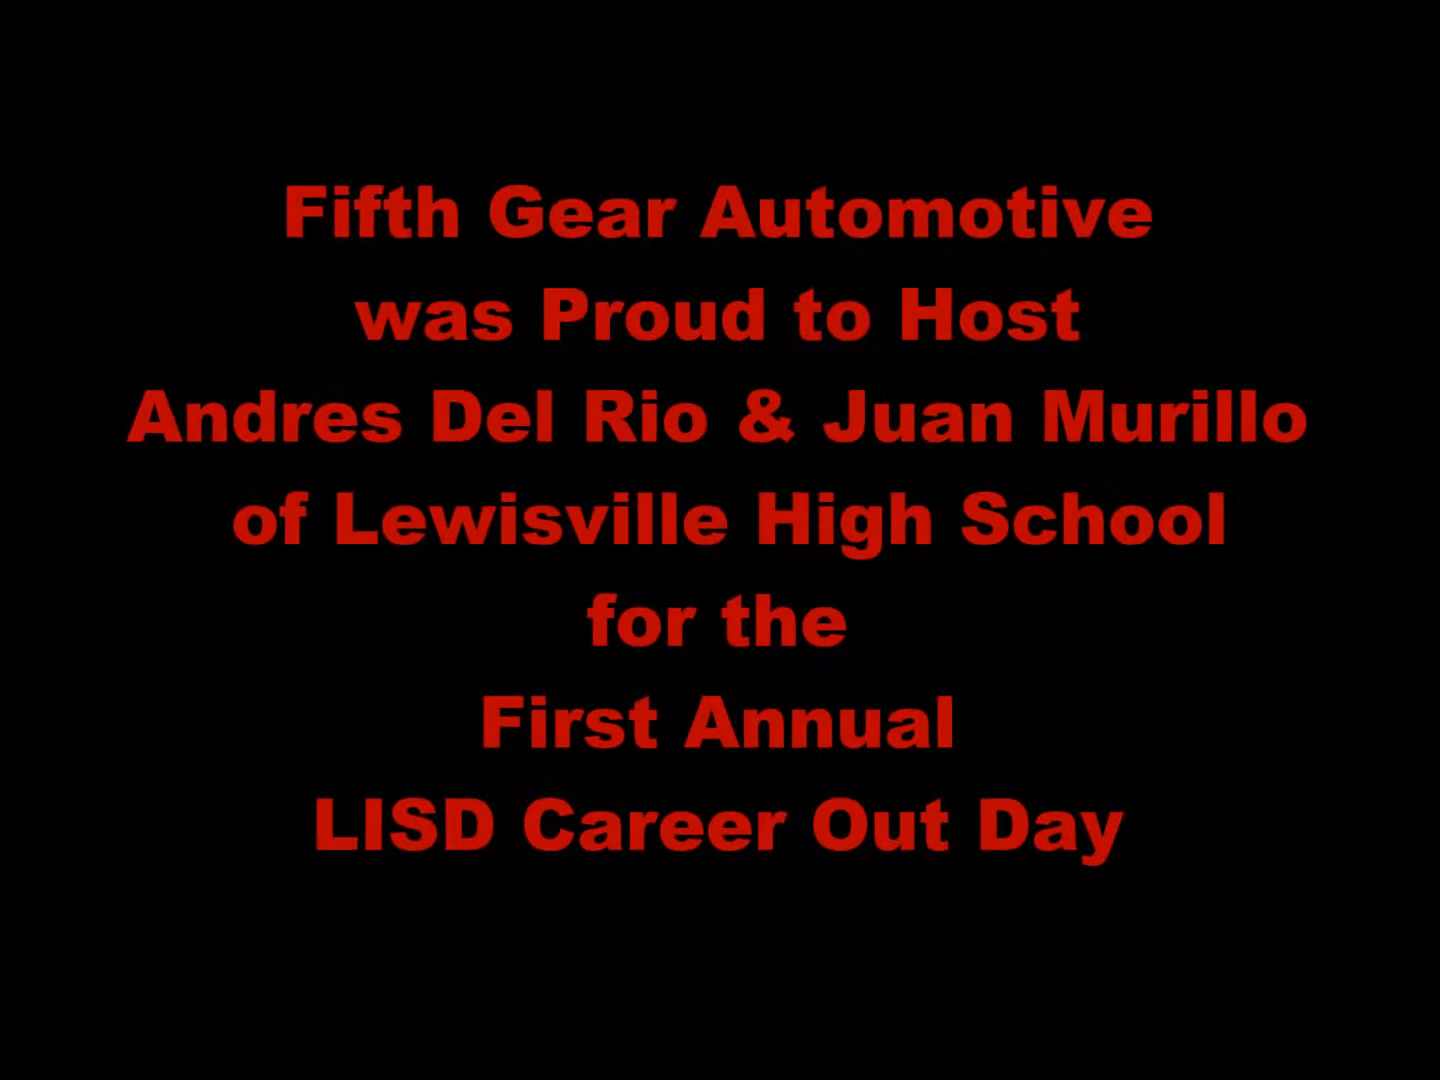 Fifth Gear Automotive
was Proud to Host
Andres Del Rio & Juan Murillo
of Lewisville High School
for the
First Annual
LISD Career Out Day